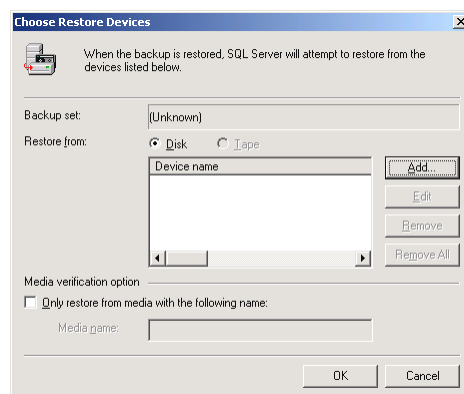 Choose Restore Devices
When the backup is restored, SQL Server will attempt to restore from the
devices listed below.
Backup set:
(Unknown)
Restore from:
Disk
Tape
Device name
Add...
Edit
Remove
Remove All
Media verification option
Only restore from media with the following name:
Media name:
OK
Cancel